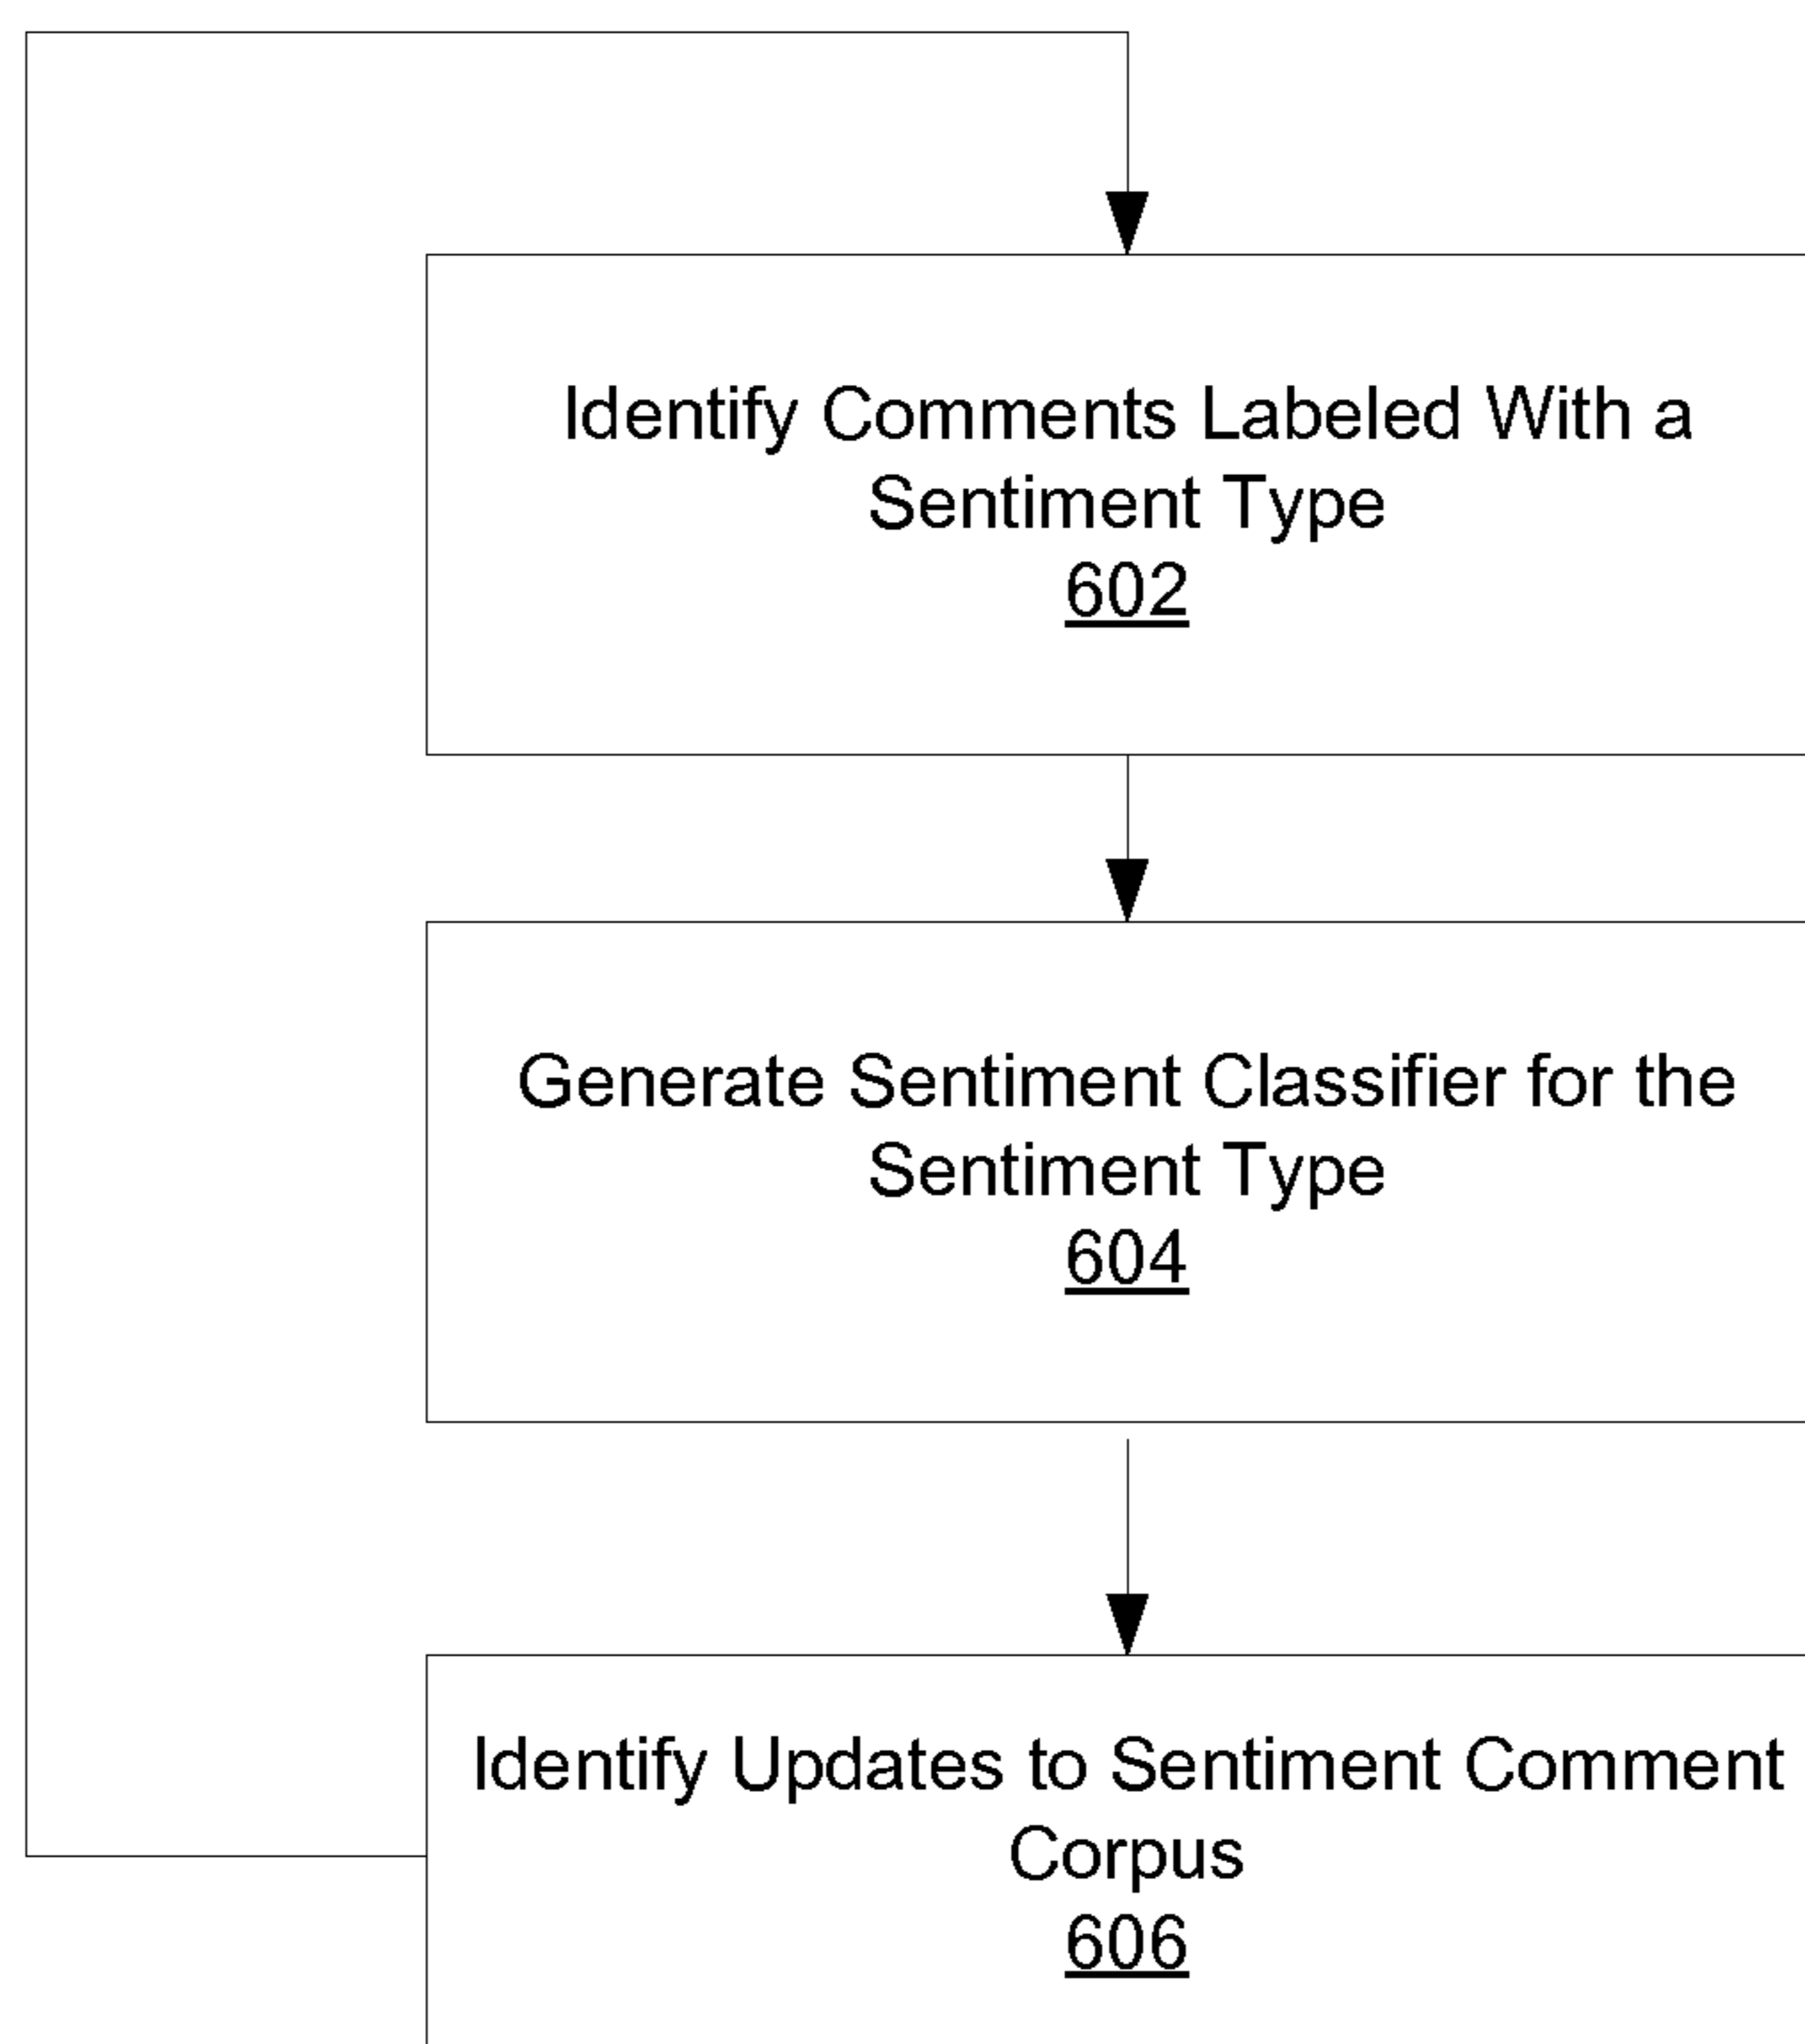 Identify Comments Labeled With a
Sentiment Type
602
Generate Sentiment Classifier for the
Sentiment Type
604
Identify Updates to Sentiment Comment
Corpus
606